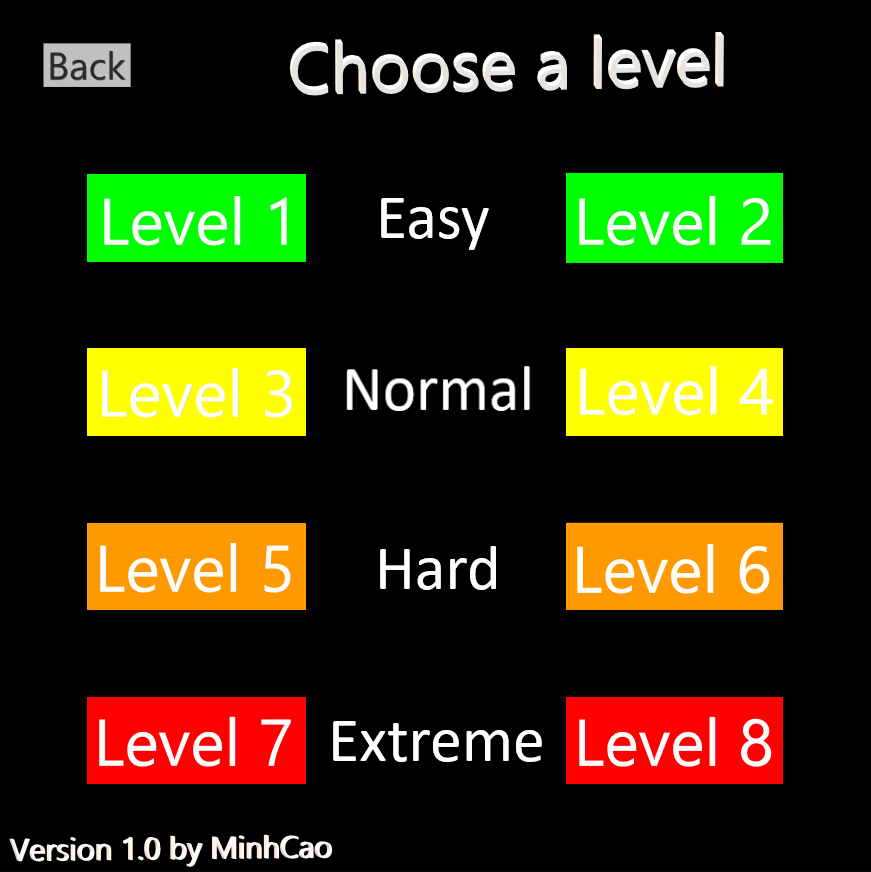 Back
Choose a level
Level 1 Easy Level 2
Level 3 Normal Level 4
Level 5 Hard Level 6
Level 7 Extreme Level 8
Version 1.0 by MinhCao